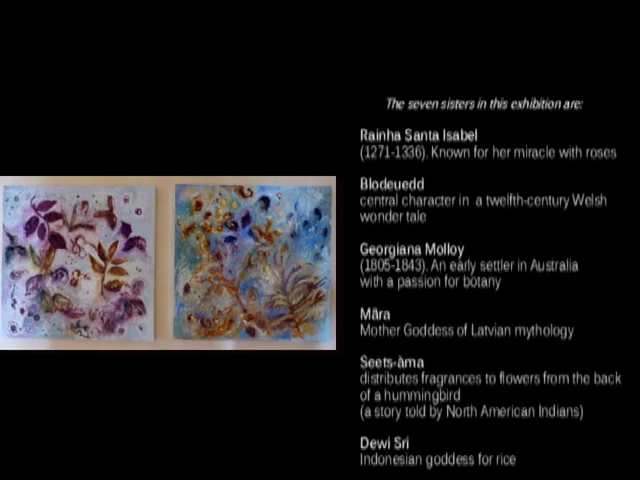 The seven sisters in this exhibition are:
Rainha Santa Isabel
(1271-1336). Known for her miracle with roses
Blodeuedd
central character in a twelfth-century Welsh
wonder tale
Georgiana Molloy
(1805-1843). An early settler in Australia
with a passion for botany
Māra
Mother Goddess of Latvian mythology
Seets-àma
distributes fragrances to flowers from the back
of a hummingbird
(a story told by North American Indians)
Dewi Sri
Indonesian goddess for rice